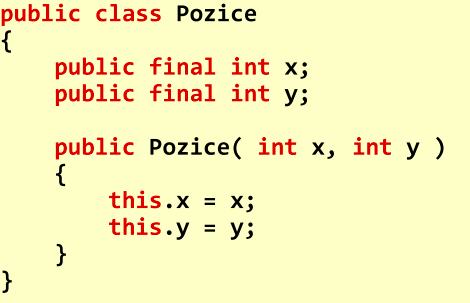 public class Pozice
{
    public final int x;
    public final int y;

    public Pozice( int x, int y )
    {
        this.x = x;
        this.y = y;
    }
}